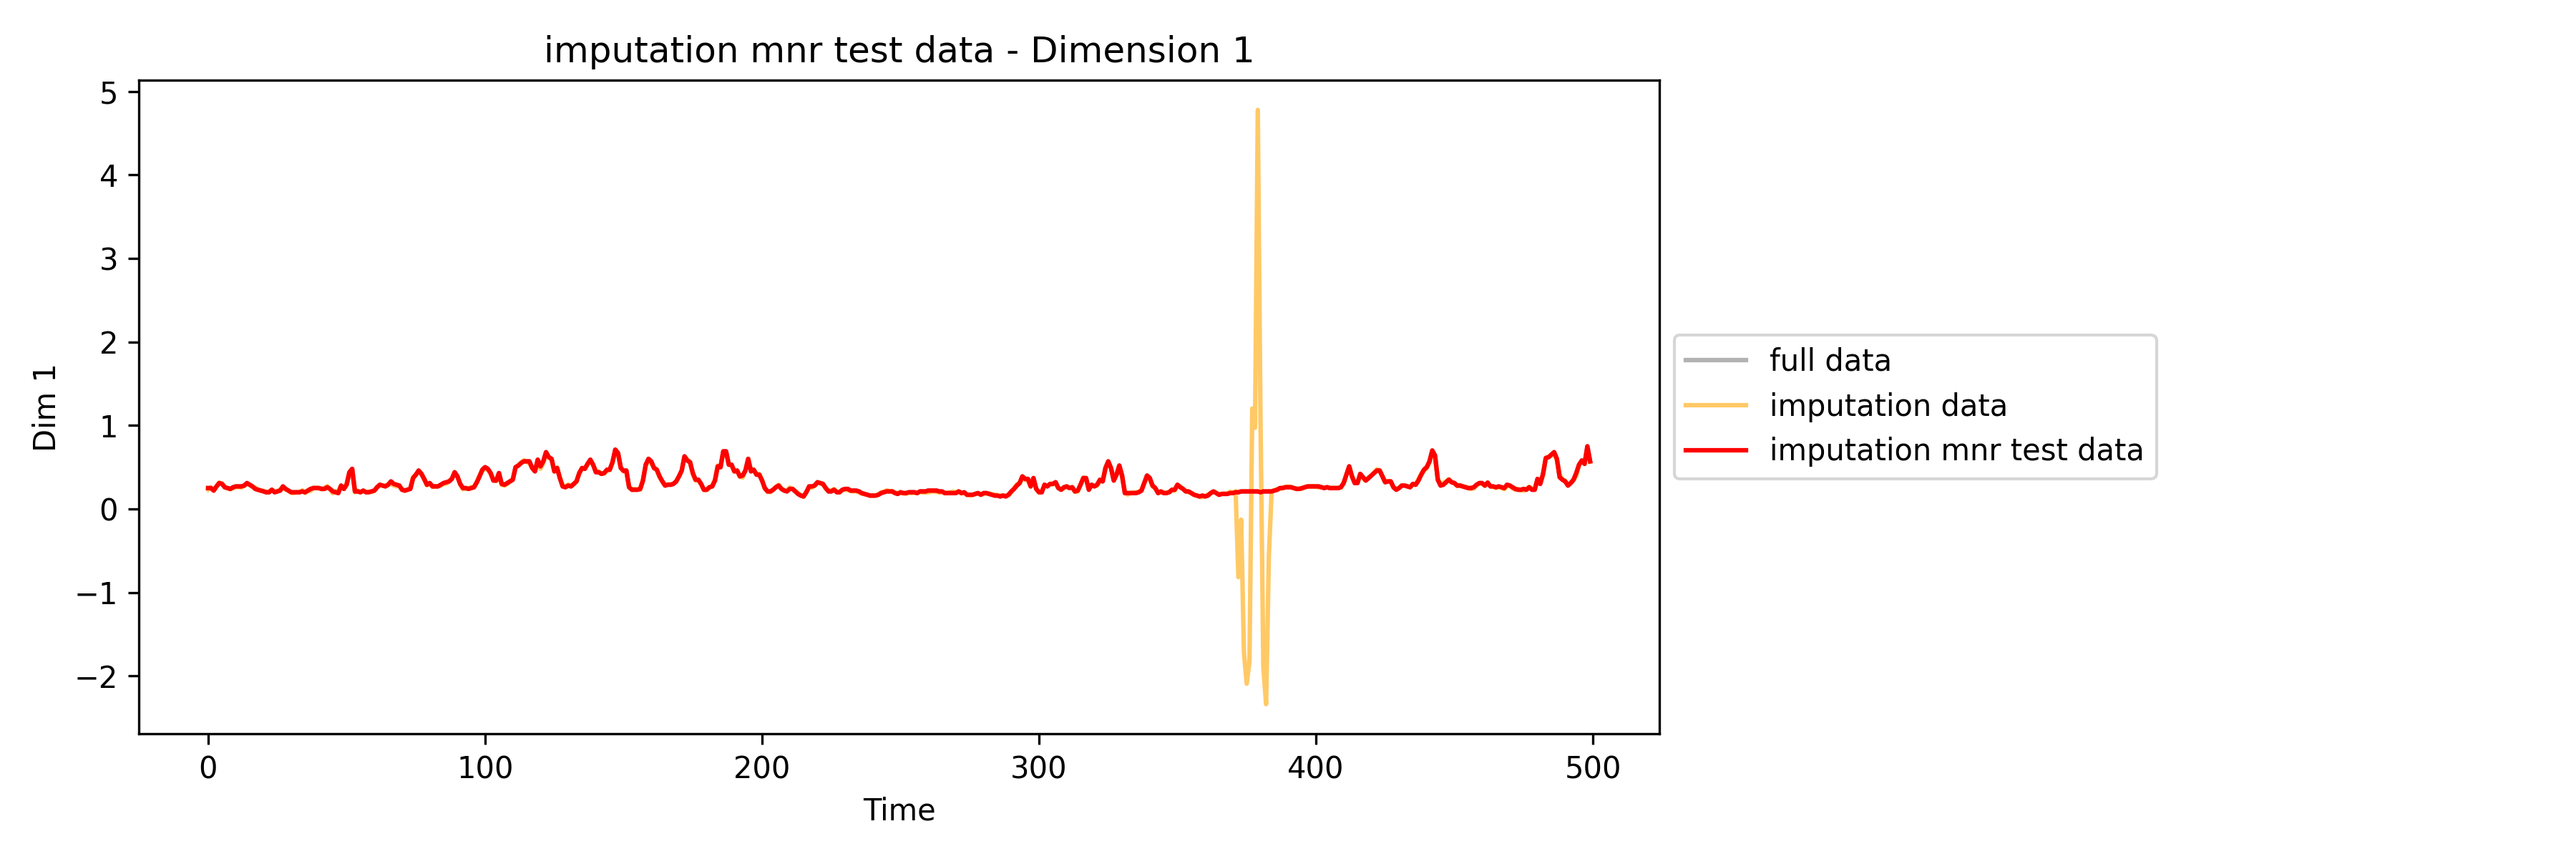 imputation mnr test data - Dimension 1
5
4
3
2
1
0
−1
−2
Dim 1
0 100 200 300 400 500
Time
full data
imputation data
imputation mnr test data